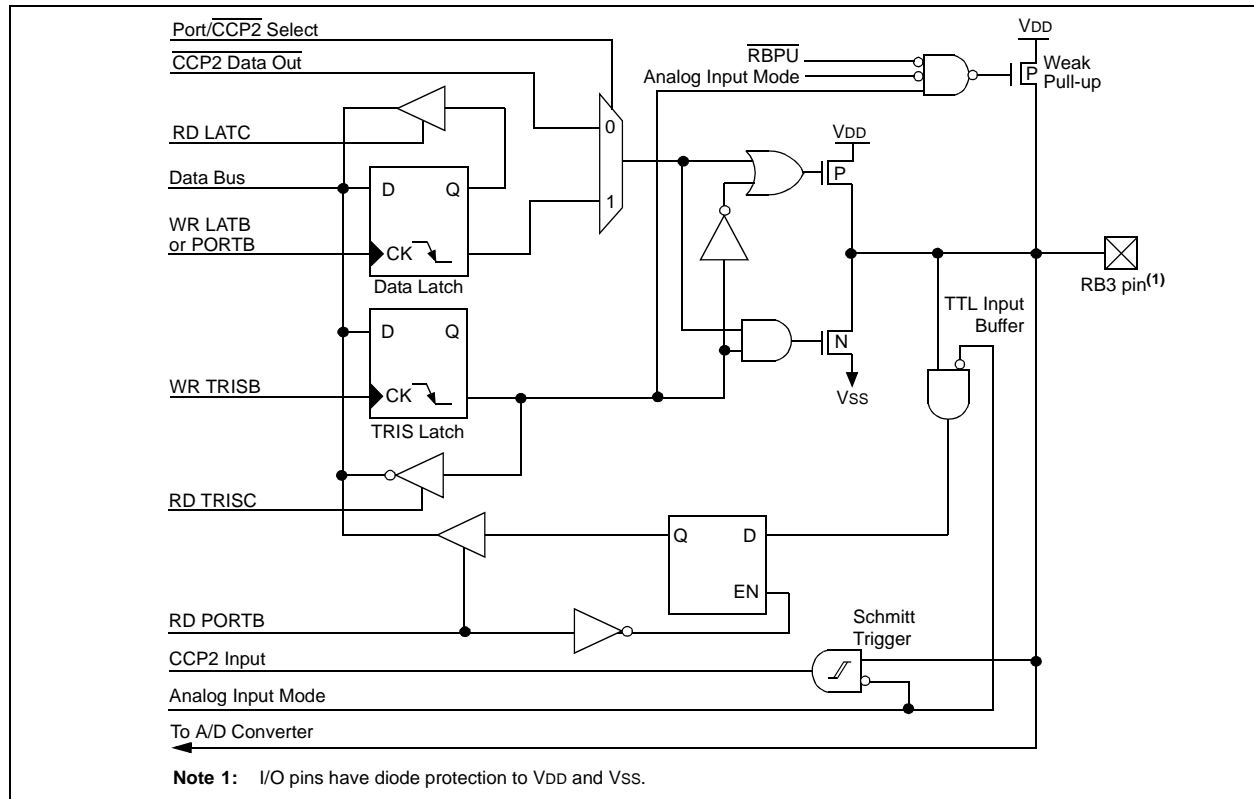 Port/CCP2 Select
CCP2 Data Out
RBPU
Analog Input Mode
VDD
P
Weak
Pull-up
RD LATC
0
1
VDD
P
Data Bus
D
Q
WR LATB
or PORTB
CK
Data Latch
RB3 pin(1)
TTL Input
Buffer
D
Q
N
WR TRISB
CK
VSS
TRIS Latch
RD TRISC
Q
D
EN
RD PORTB
Schmitt
Trigger
CCP2 Input
Analog Input Mode
To A/D Converter
Note 1: I/O pins have diode protection to VDD and VSS.